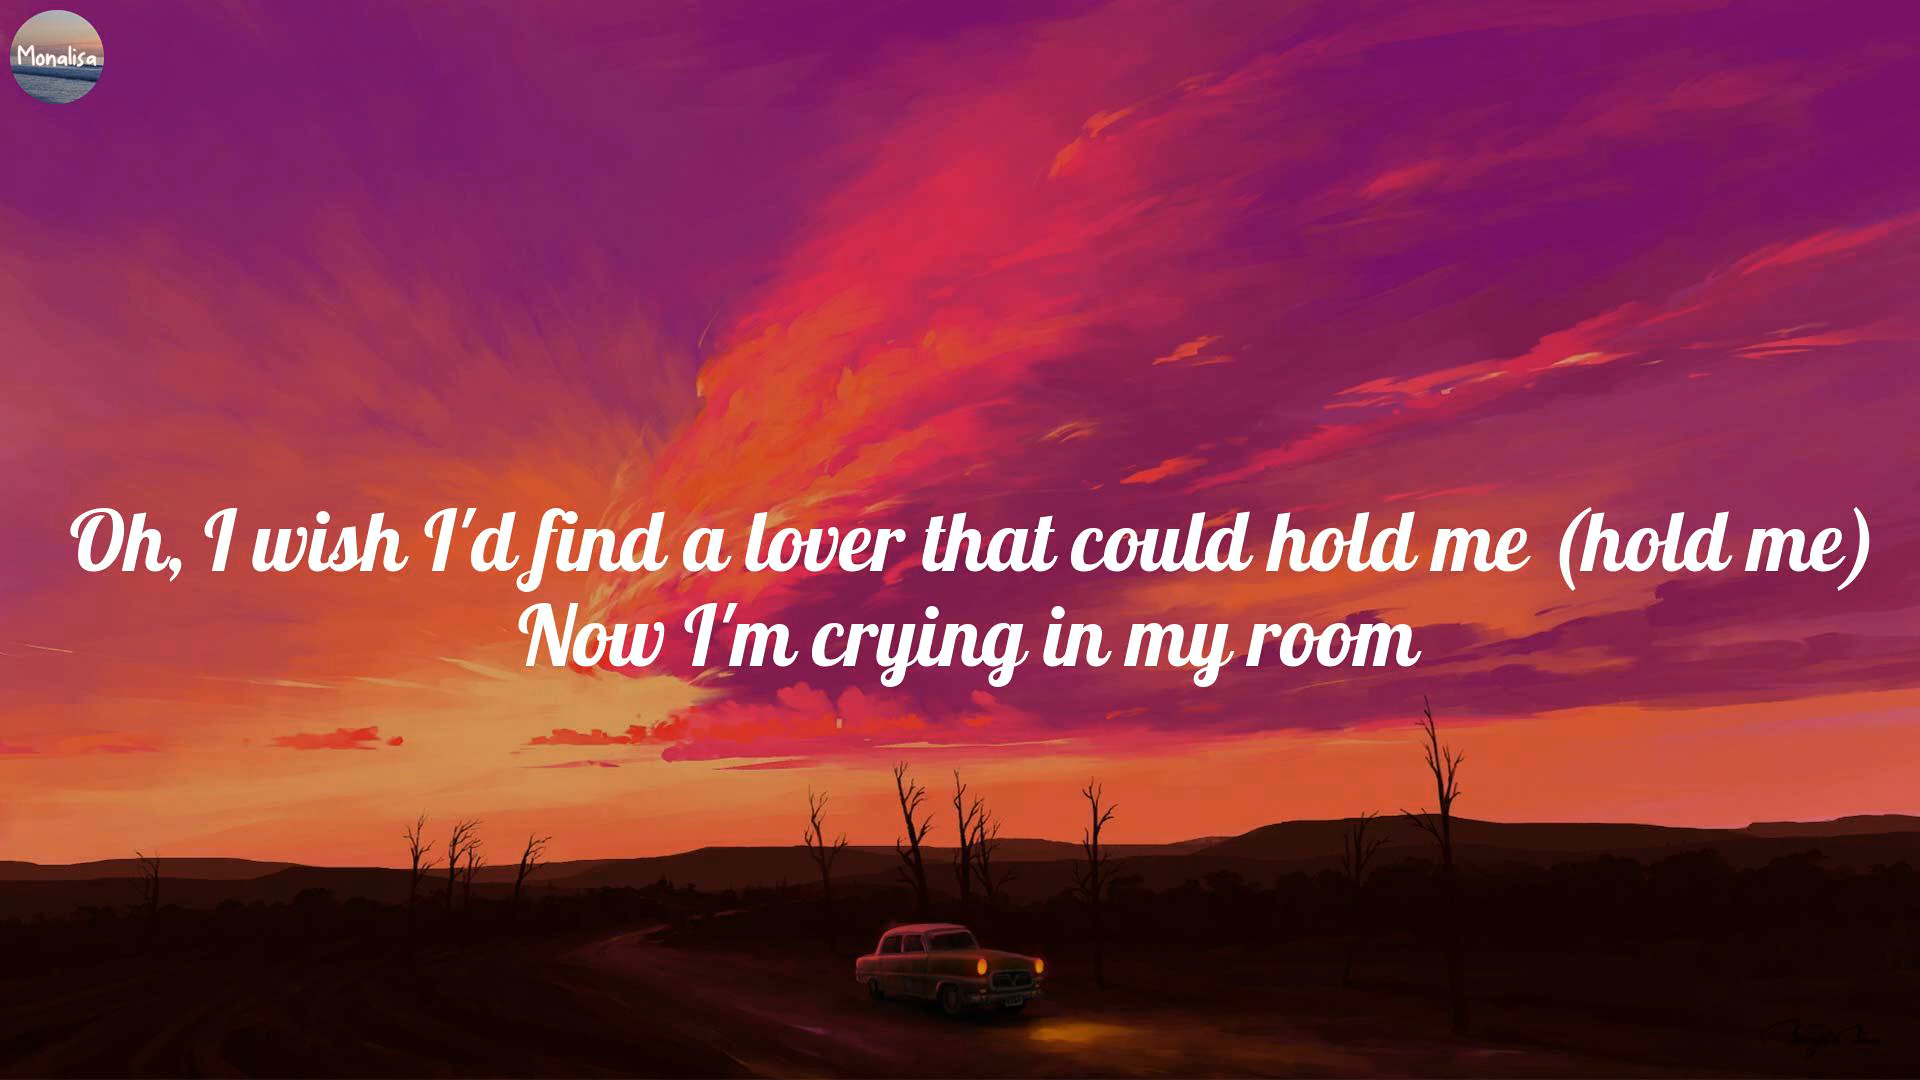 Monalisa
Oh, I wish I'd find a lover that could hold me (hold me)
Now I'm crying in my room